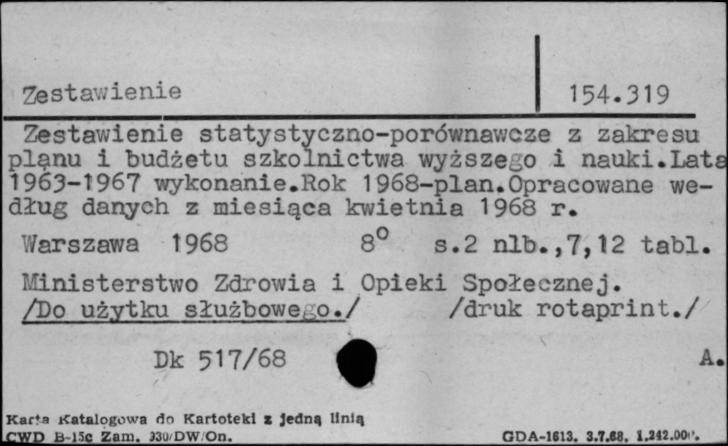 Zestawienie
154.319
Zestawienie statystyczno-porównawcze z zakresu
planu i budżetu szkolnictwa wyższego i nauki.Lata
1963-1967 wykonanie.Rok 1968-plan.Opracowane we-
dług danych z miesiąca kwietnia 1968 r.
Warszawa 1968 8° s.2 nlb.,7,12 tabl.
Ministerstwo Zdrowia i Opieki Społecznej.
/Do użytku służbowego./ /druk rotaprint./
Dk 517/68 A.
Karta Katalogowa do Kartoteki z jedną linią
CWD B-15c Zam. 330/DW/On. GDA-1613. 3.7.68. 1.242.000.